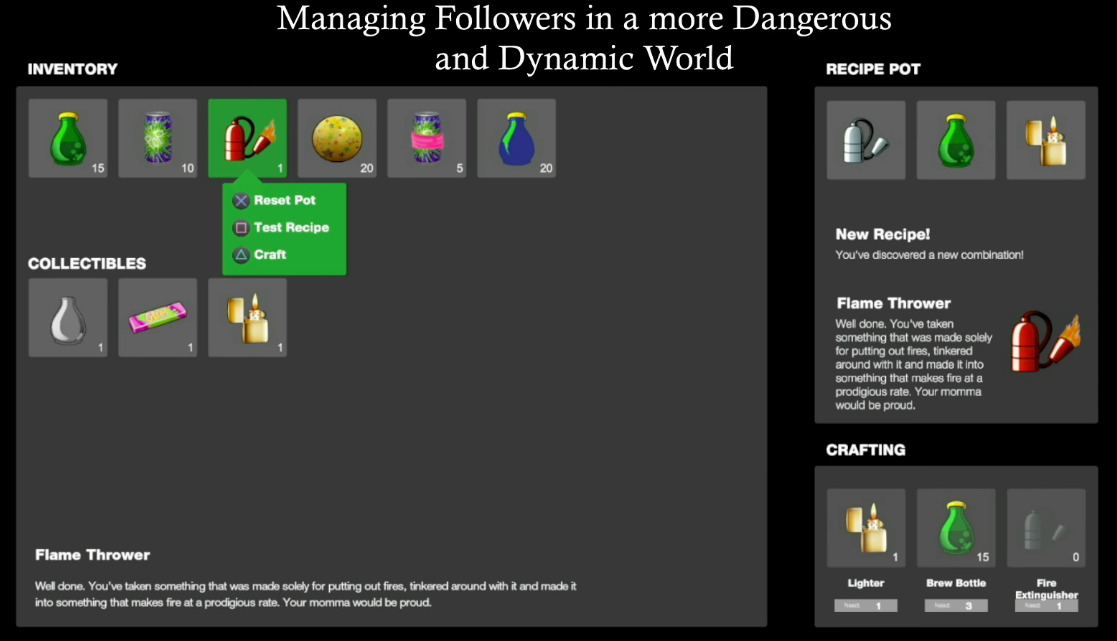 Managing Followers in a more Dangerous
and Dynamic World
INVENTORY
15
10
1
20
5
20
Reset Pot
Test Recipe
Craft
COLLECTIBLES
1
1
1
Flame Thrower
Well done. You've taken something that was made solely for putting out fires, tinkered around with it and made it
into something that makes fire at a prodigious rate. Your momma would be proud.
RECIPE POT
New Recipe!
You've discovered a new combination!
Flame Thrower
Well done. You've taken
something that was made solely
for putting out fires, tinkered
around with it and made it into
something that makes fire at a
prodigious rate. Your momma
would be proud.
CRAFTING
1
15
0
Lighter
Need: 1
Brew Bottle
Need: 3
Fire
Extinguisher
Need: 1